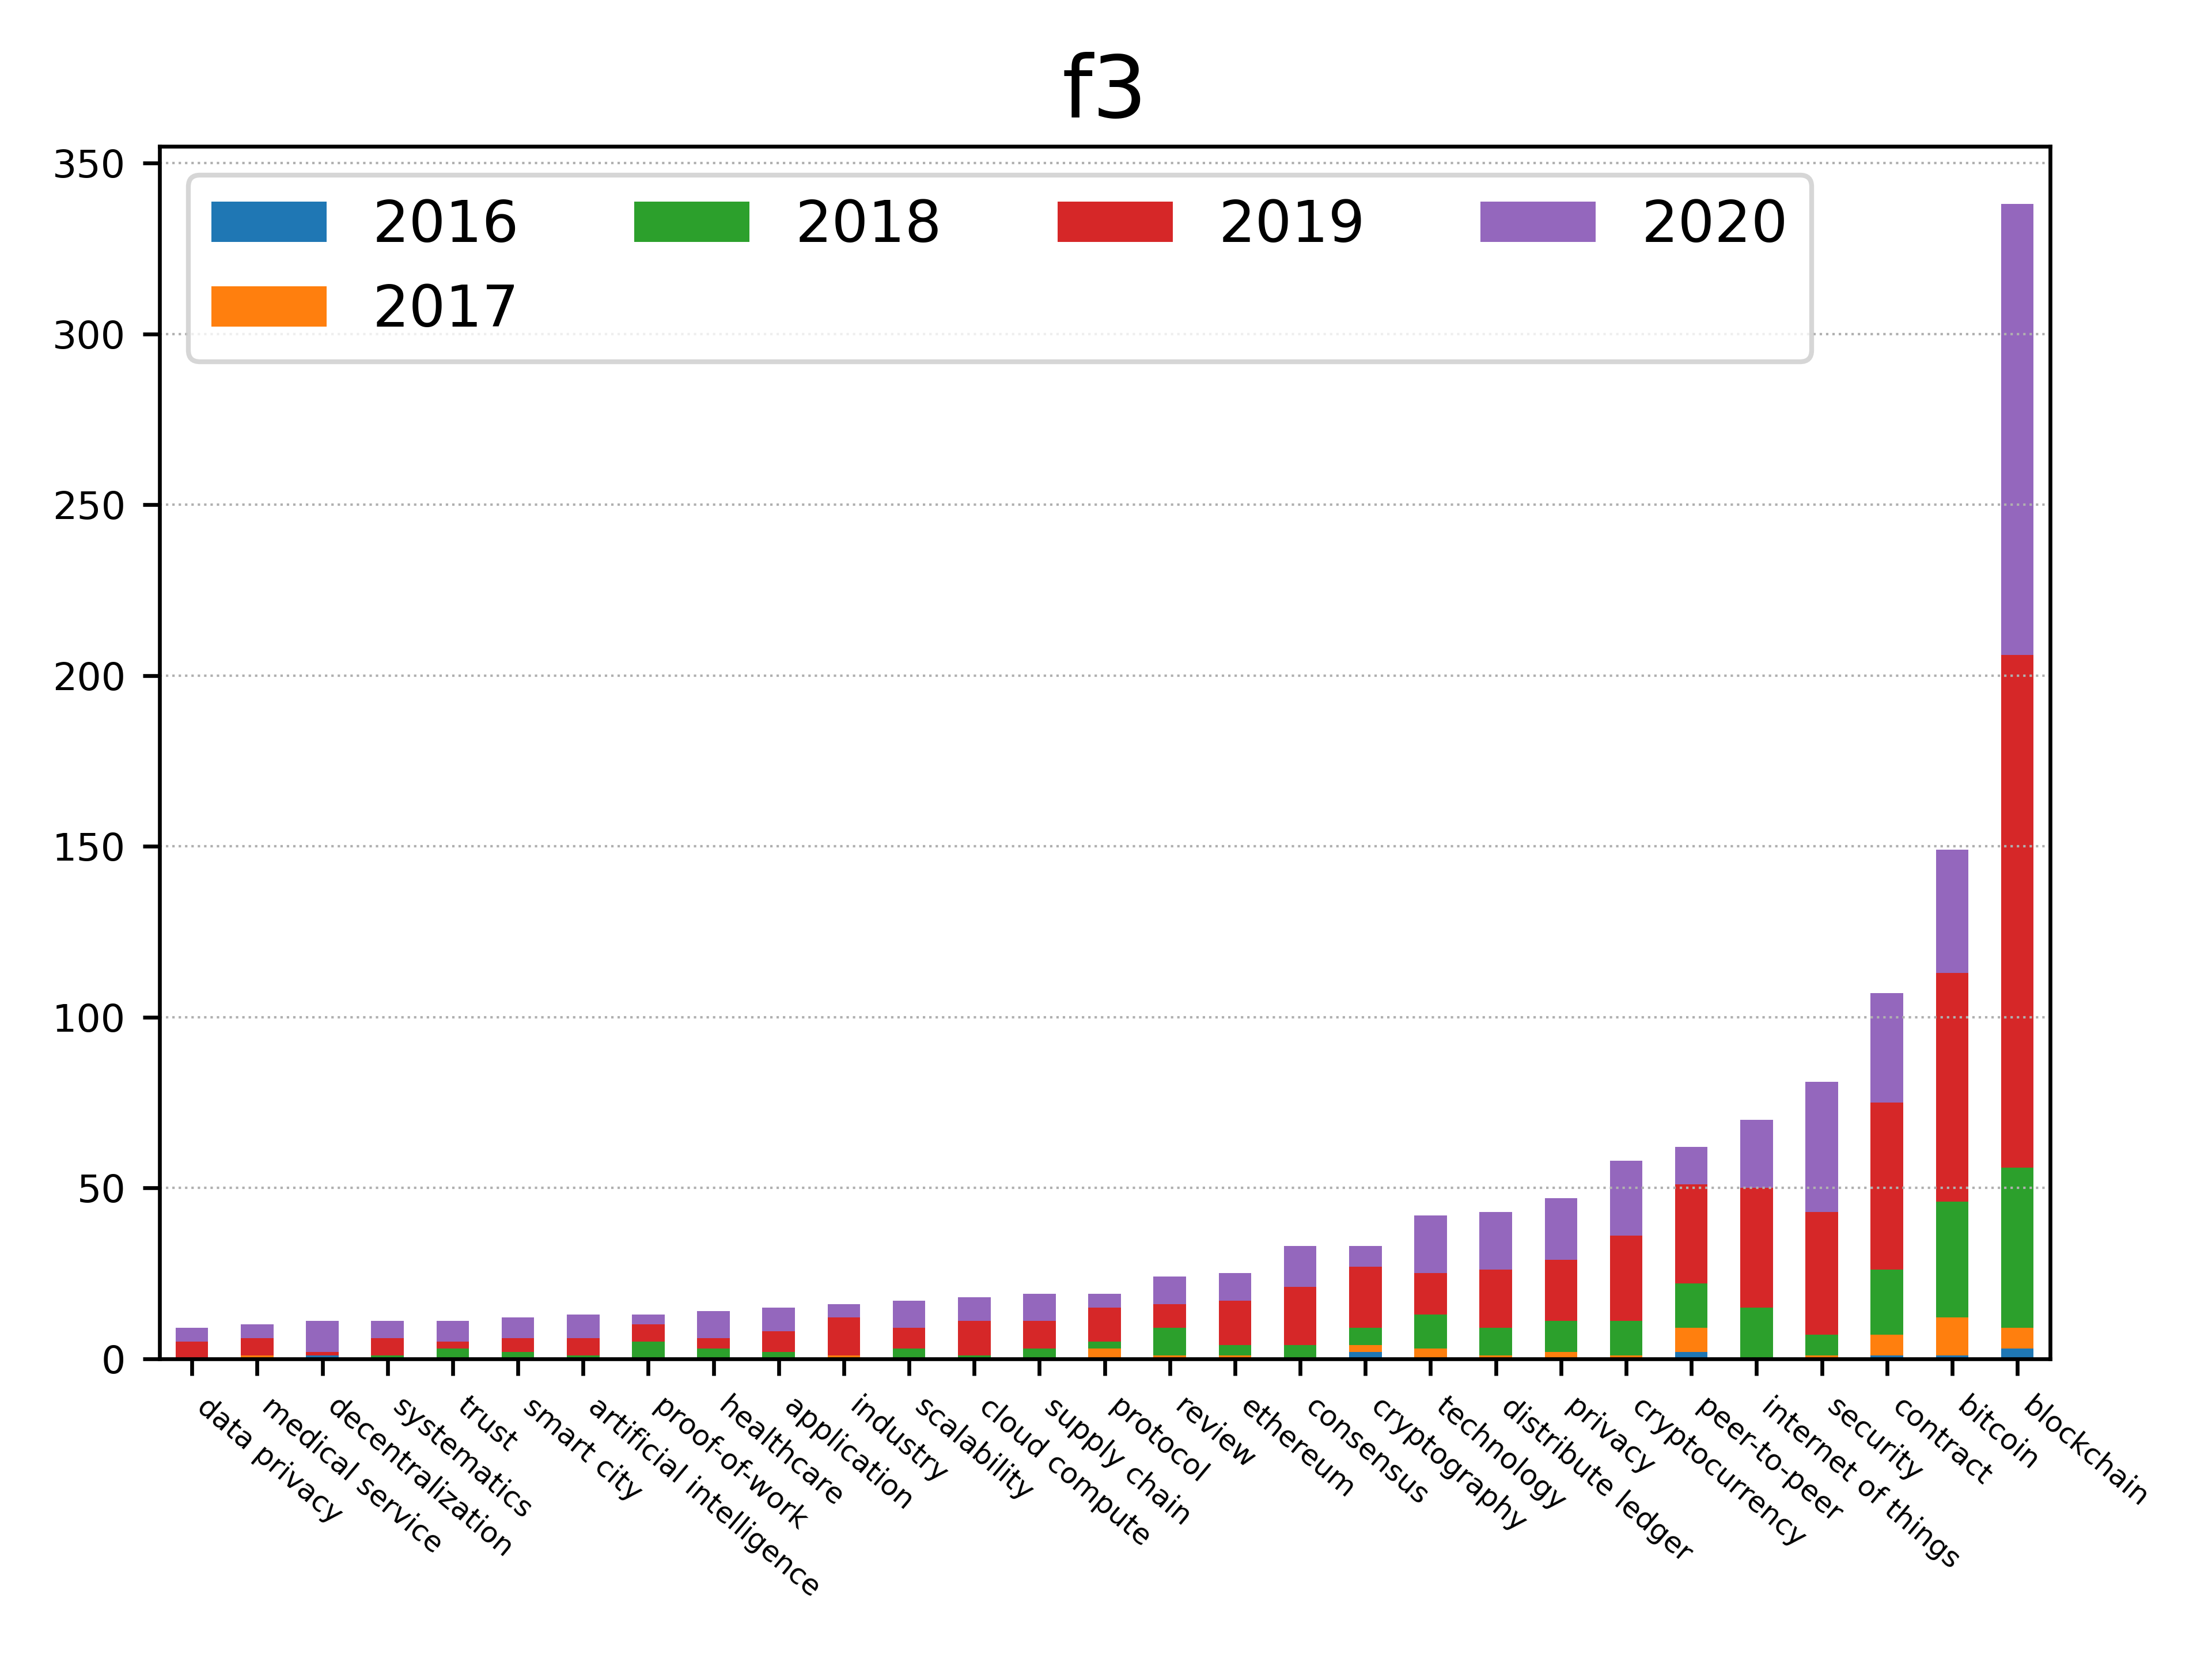 f3
350
300
250
200
150
100
50
0
2016 2018 2019 2020
2017
data privacy
medical service
decentralization
systematics
trust
smart city
artificial intelligence
proof-of-work
healthcare
application
industry
scalability
cloud compute
supply chain
protocol
review
ethereum
consensus
cryptography
technology
distribute ledger
privacy
cryptocurrency
peer-to-peer
internet of things
security
contract
bitcoin
blockchain